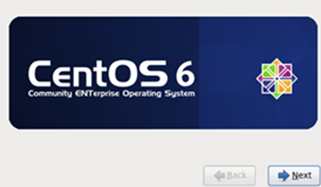 CentOS 6
Community ENTerprise Operating System
Back
Next